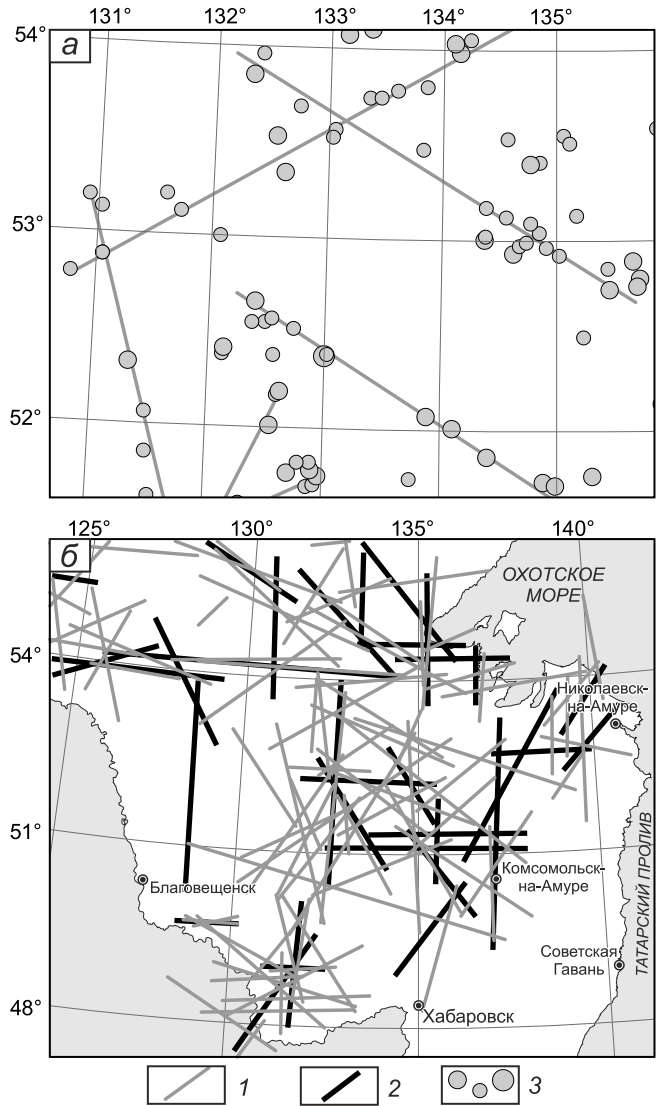 131° 132° 133° 134° 135°
54°
а
53°
52°
125° 130° 135° 140°
б
ОХОТСКОЕ
МОРЕ
54°
Николаевск-
на-Амуре
51°
Комсомольск-
на-Амуре
Благовещенск
ТАТАРСКИЙ ПРОЛИВ
Советская
Гавань
48°
Хабаровск
1 2 3